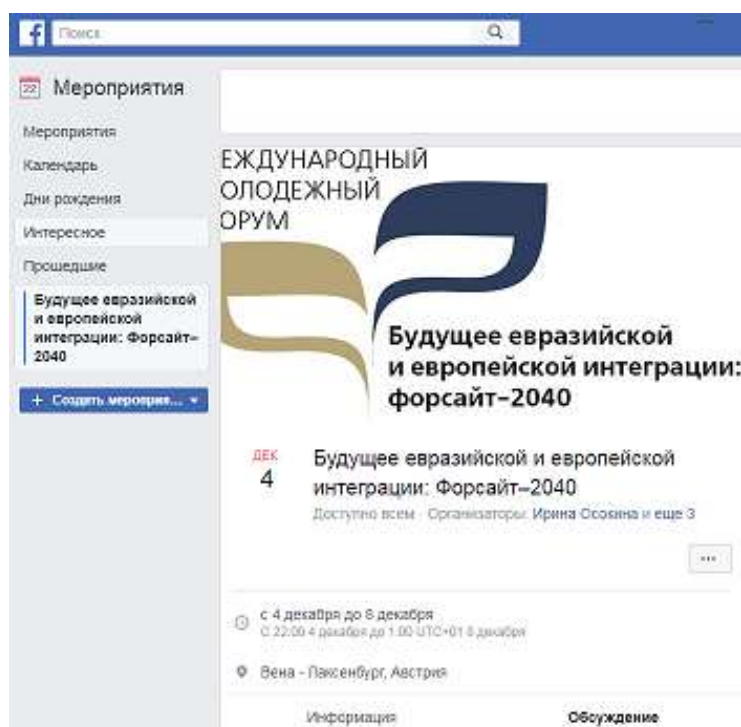 Поиск
22
Мероприятия
Мероприятия
Календарь
Дни рождения
Интересное
Прошедшие
Будущее евразийской
и европейской
интеграции: Форсайт–
2040
+ Создать мероприя...
ЕЖДУНАРОДНЫЙ
ОЛОДЕЖНЫЙ
ОРУМ
Будущее евразийской
и европейской интеграции:
форсайт–2040
ДЕК
4
Будущее евразийской и европейской
интеграции: Форсайт–2040
Доступно всем · Организаторы: Ирина Осокина и еще 3
...
с 4 декабря до 8 декабря
С 22:00 4 декабря до 1:00 UTC+01 8 декабря
Вена - Лаксенбург, Австрия
Информация
Обсуждение